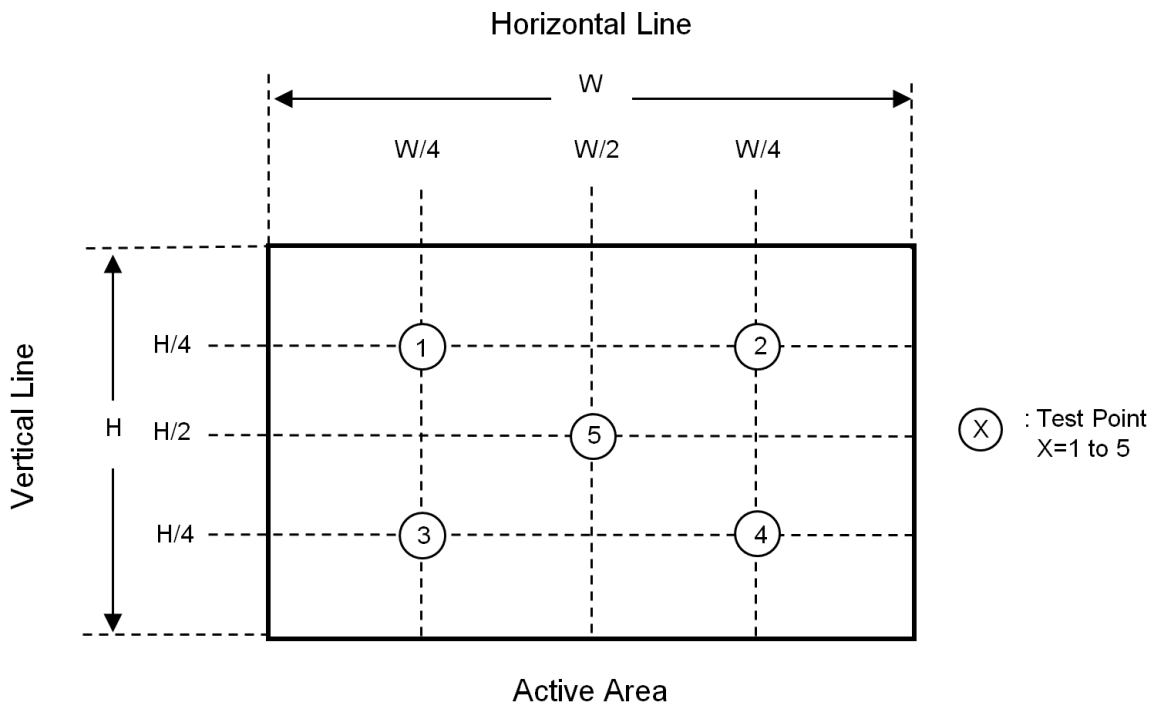 Horizontal Line
W
W/4 W/2 W/4
H/4
1 2
Vertical Line
H
H/2
5
X : Test Point
X=1 to 5
H/4
3 4
Active Area